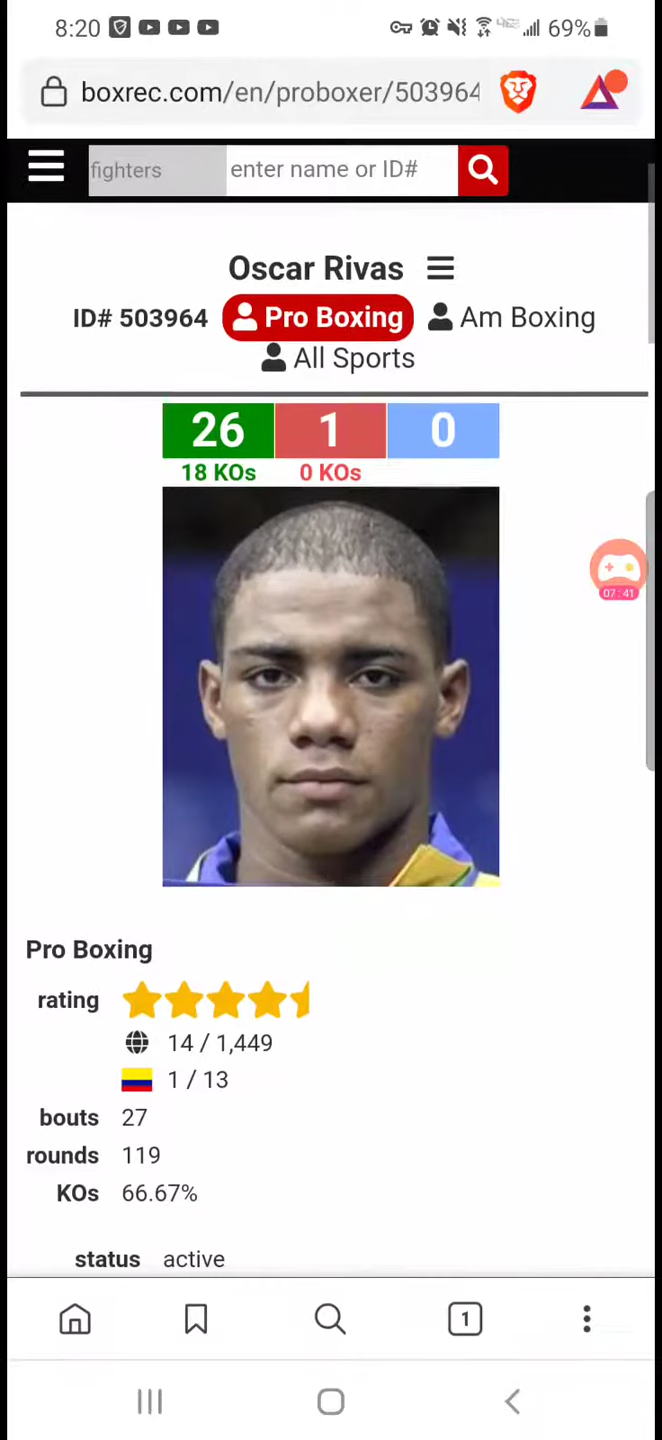 8:20 69%
boxrec.com/en/proboxer/503964
fighters enter name or ID#
Oscar Rivas
ID# 503964 Pro Boxing Am Boxing
All Sports
26 1 0
18 KOs 0 KOs
07:41
Pro Boxing
rating
14 / 1,449
1 / 13
bouts 27
rounds 119
KOs 66.67%
status active
1